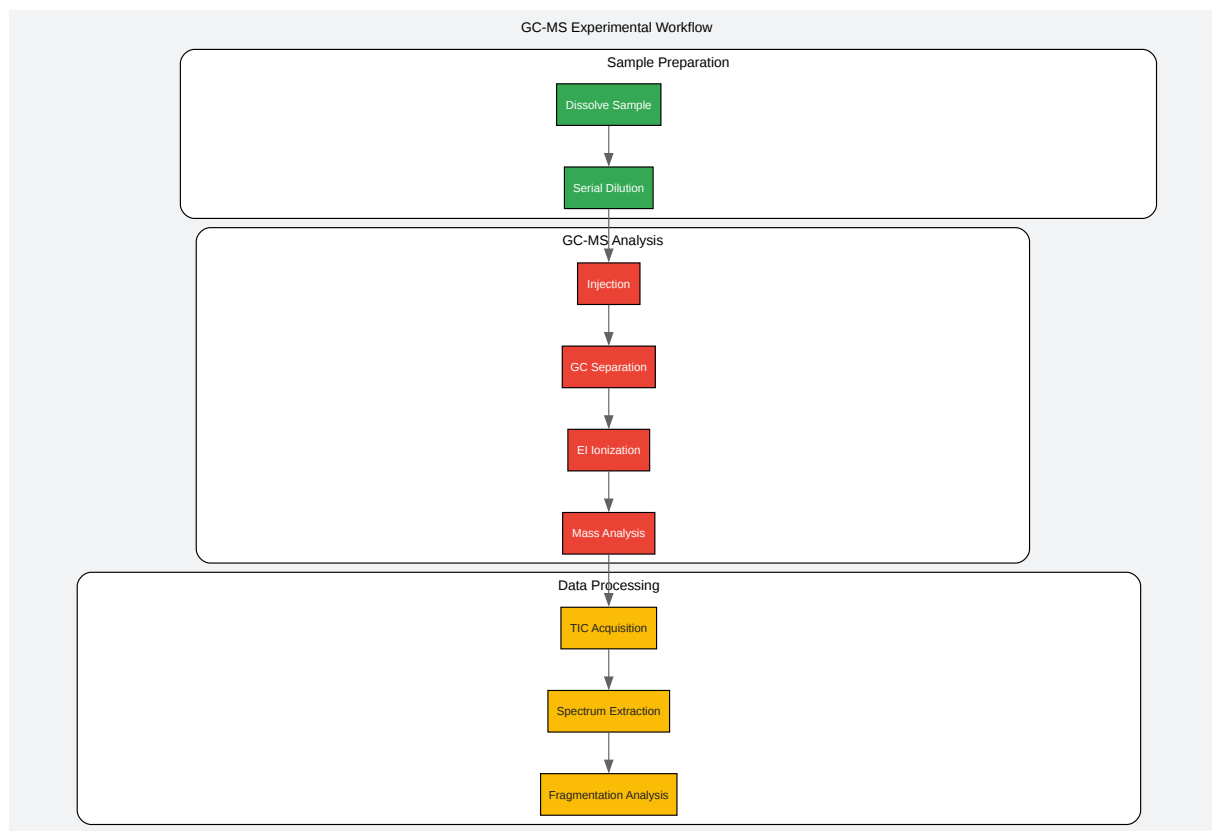 GC-MS Experimental Workflow
Sample Preparation
Dissolve Sample
Serial Dilution
GC-MS Analysis
Injection
GC Separation
EI Ionization
Mass Analysis
Data Processing
TIC Acquisition
Spectrum Extraction
Fragmentation Analysis